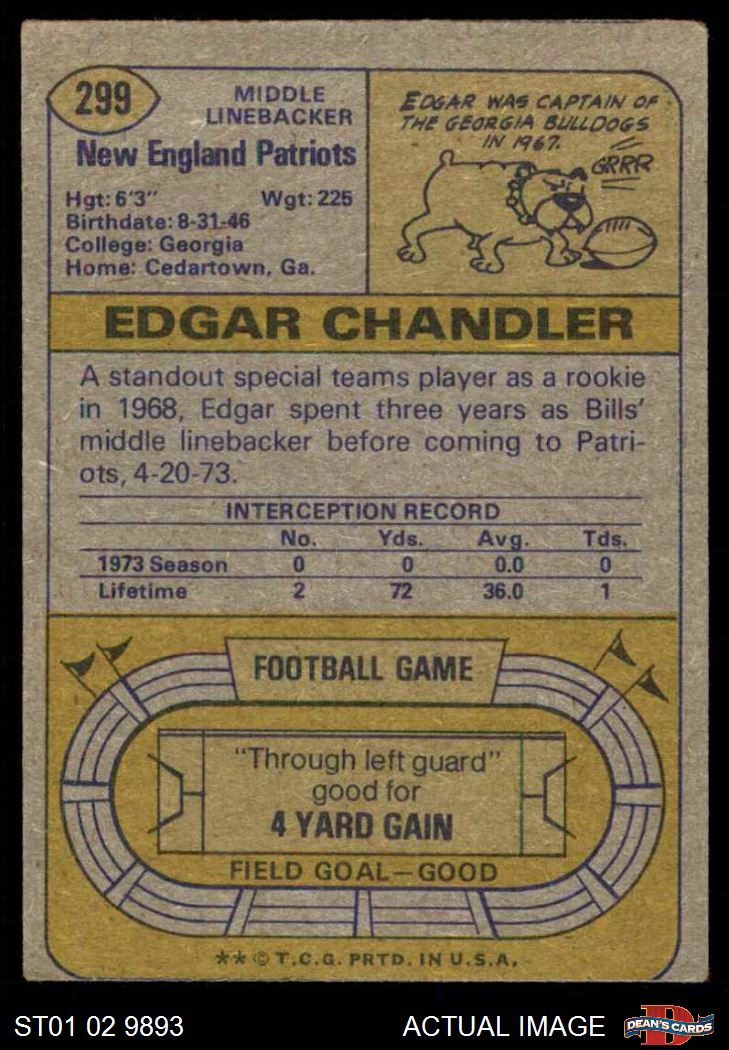 299
MIDDLE
LINEBACKER
New England Patriots
Hgt: 6'3" Wgt: 225
Birthdate: 8-31-46
College: Georgia
Home: Cedartown, Ga.
EDGAR WAS CAPTAIN OF
THE GEORGIA BULLDOGS
IN 1967.
GRRR
EDGAR CHANDLER
A standout special teams player as a rookie
in 1968, Edgar spent three years as Bills'
middle linebacker before coming to Patri-
ots, 4-20-73.
INTERCEPTION RECORD
No. Yds. Avg. Tds.
1973 Season 0 0 0.0 0
Lifetime 2 72 36.0 1
FOOTBALL GAME
"Through left guard"
good for
4 YARD GAIN
FIELD GOAL—GOOD
** © T.C.G. PRTD. IN U.S.A.
ST01 02 9893 ACTUAL IMAGE
D
DEAN'S CARDS